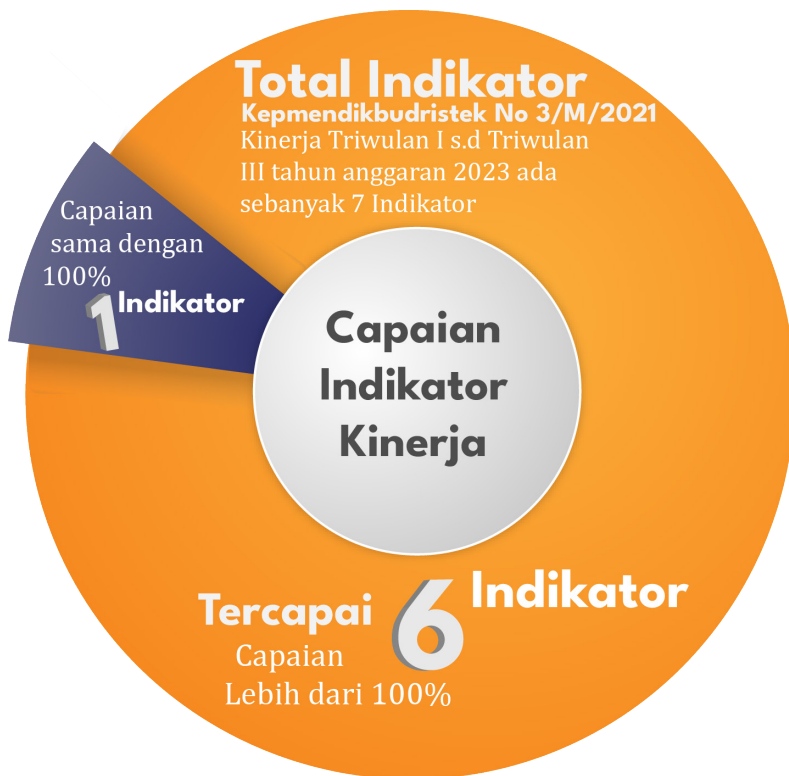 Total Indikator
Kepmendikbudristek No 3/M/2021
Kinerja Triwulan I s.d Triwulan
III tahun anggaran 2023 ada
sebanyak 7 Indikator
Capaian
sama dengan
100%
1 Indikator
Capaian
Indikator
Kinerja
Tercapai 6 Indikator
Capaian
Lebih dari 100%